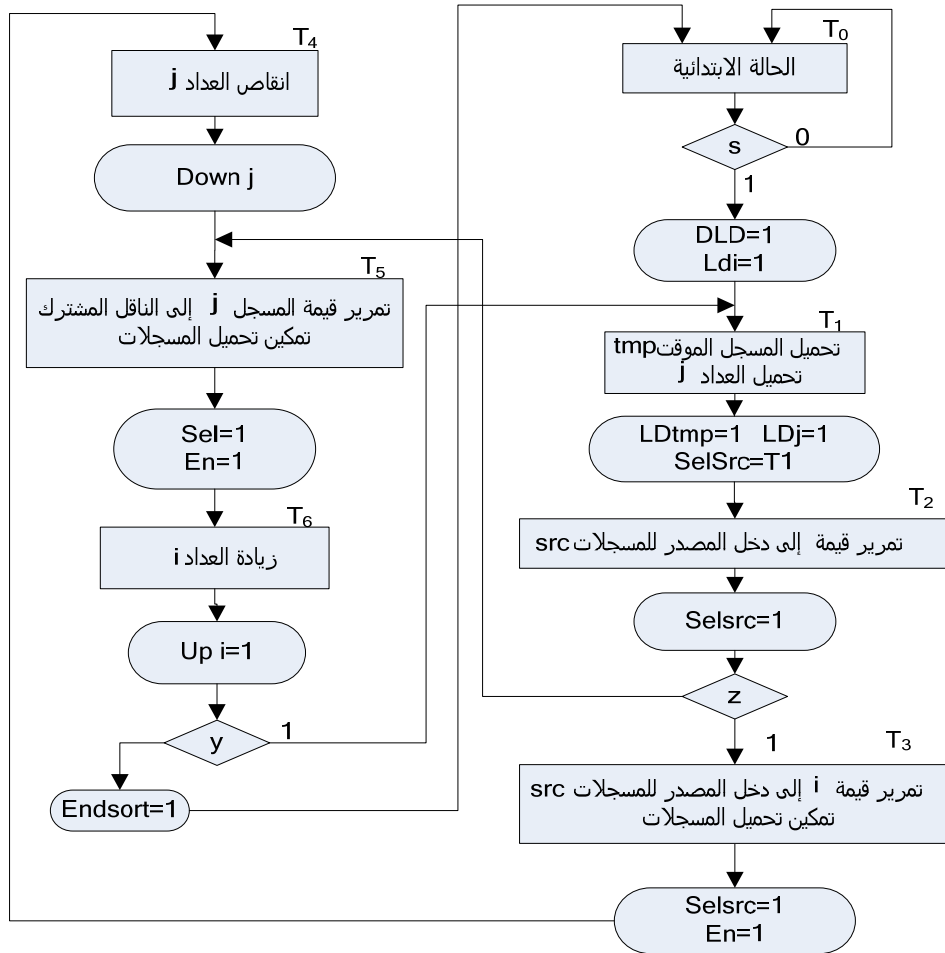 T0
الحالة الابتدائية
s
0
1
DLD=1
Ldi=1
T1
تحميل المسجل الموقت tmp
تحميل العداد j
LDtmp=1 LDj=1
SelSrc=T1
T2
تمرير قيمة إلى دخل المصدر للمسجلات src
Selsrc=1
z
1
T3
تمرير قيمة i إلى دخل المصدر للمسجلات src
تمكين تحميل المسجلات
Selsrc=1
En=1
T4
انقاص العداد j
Down j
T5
تمرير قيمة المسجل j إلى الناقل المشترك
تمكين تحميل المسجلات
Sel=1
En=1
T6
زيادة العداد i
Up i=1
y
1
Endsort=1